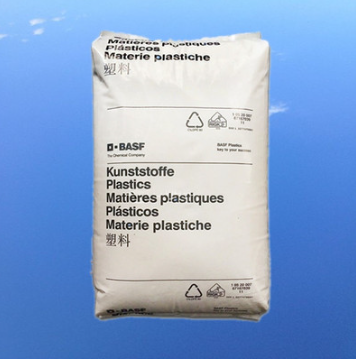 Matières plastiques
Plásticos
Materie plastiche
塑料
BASF
The Chemical Company
BASF Plastics
key to your success
Kunststoffe
Plastics
Matières plastiques
Plásticos
Materie plastiche
塑料
BASF